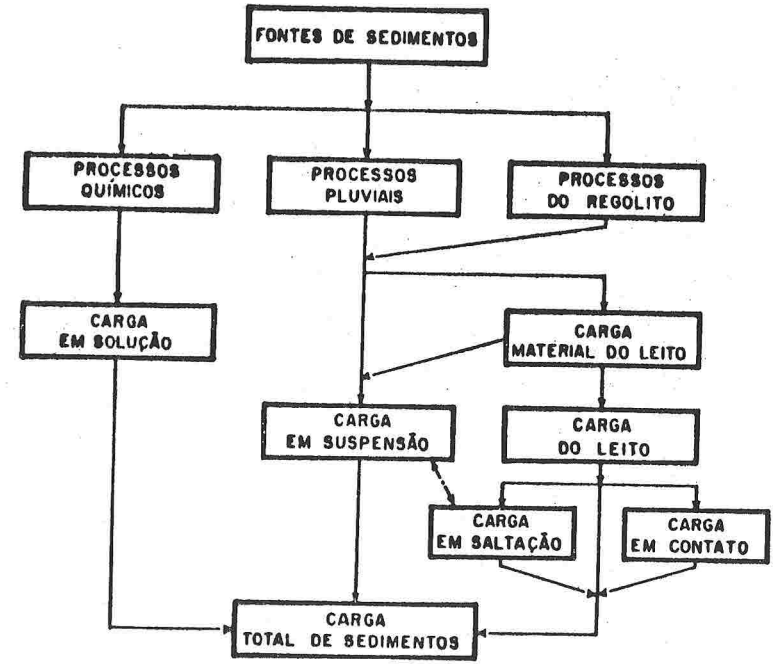 FONTES DE SEDIMENTOS
PROCESSOS
QUÍMICOS
PROCESSOS
PLUVIAIS
PROCESSOS
DO REGOLITO
CARGA
EM SOLUÇÃO
CARGA
MATERIAL DO LEITO
CARGA
EM SUSPENSÃO
CARGA
DO LEITO
CARGA
EM SALTAÇÃO
CARGA
EM CONTATO
CARGA
TOTAL DE SEDIMENTOS